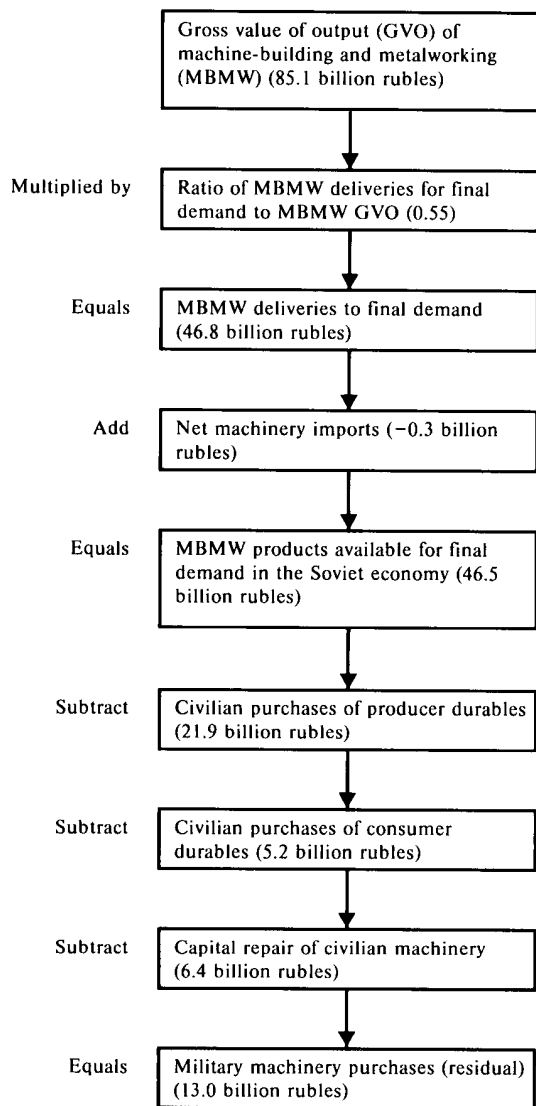 Gross value of output (GVO) of
machine-building and metalworking
(MBMW) (85.1 billion rubles)
Multiplied by
Ratio of MBMW deliveries for final
demand to MBMW GVO (0.55)
Equals
MBMW deliveries to final demand
(46.8 billion rubles)
Add
Net machinery imports (−0.3 billion
rubles)
Equals
MBMW products available for final
demand in the Soviet economy (46.5
billion rubles)
Subtract
Civilian purchases of producer durables
(21.9 billion rubles)
Subtract
Civilian purchases of consumer
durables (5.2 billion rubles)
Subtract
Capital repair of civilian machinery
(6.4 billion rubles)
Equals
Military machinery purchases (residual)
(13.0 billion rubles)